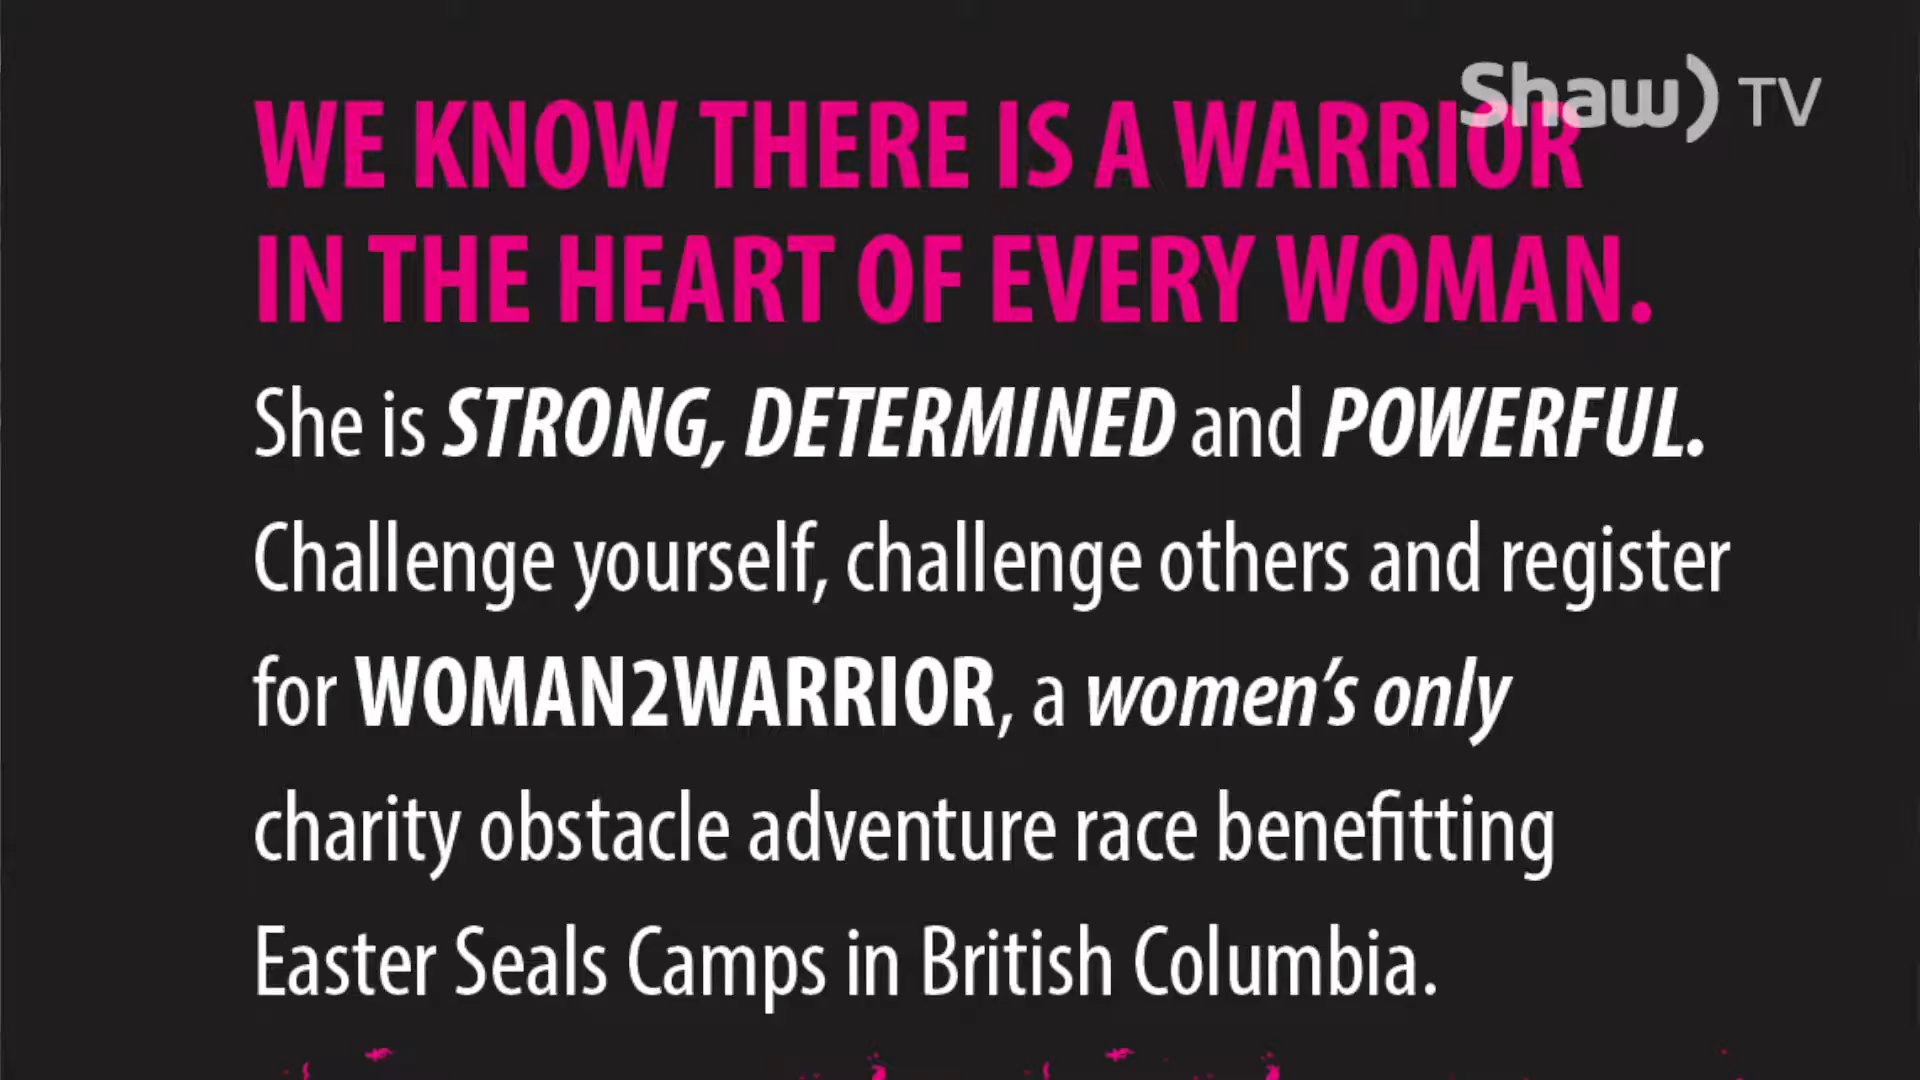 Shaw) TV
WE KNOW THERE IS A WARRIOR
IN THE HEART OF EVERY WOMAN.
She is STRONG, DETERMINED and POWERFUL.
Challenge yourself, challenge others and register
for WOMAN2WARRIOR, a women's only
charity obstacle adventure race benefitting
Easter Seals Camps in British Columbia.